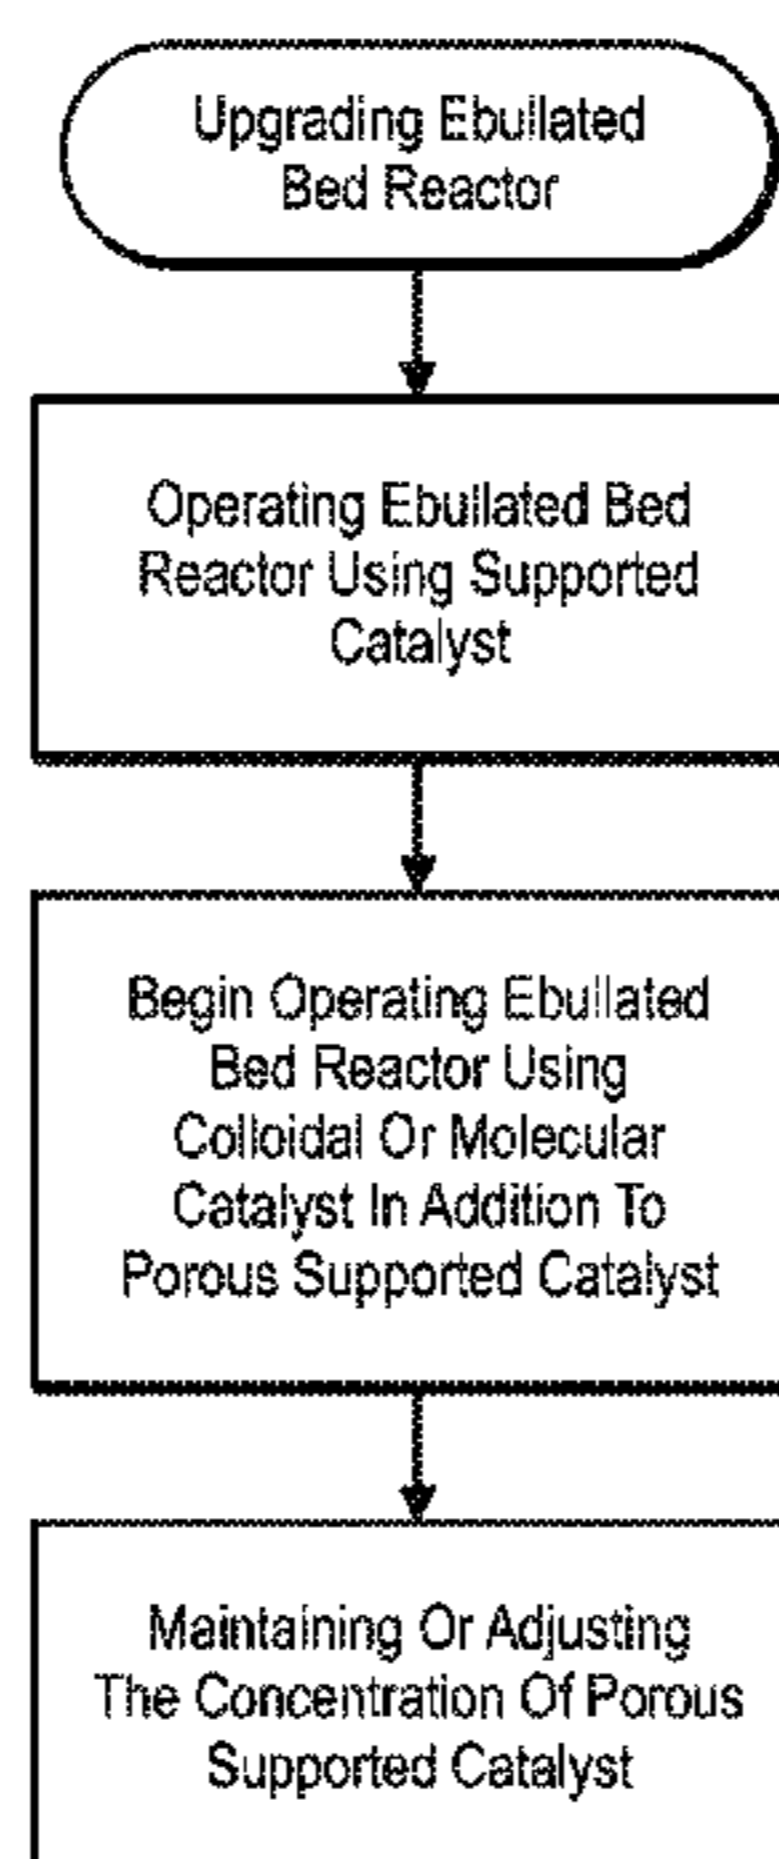 Upgrading Ebullated
Bed Reactor
Operating Ebullated Bed
Reactor Using Supported
Catalyst
Begin Operating Ebullated
Bed Reactor Using
Colloidal Or Molecular
Catalyst In Addition To
Porous Supported Catalyst
Maintaining Or Adjusting
The Concentration Of Porous
Supported Catalyst